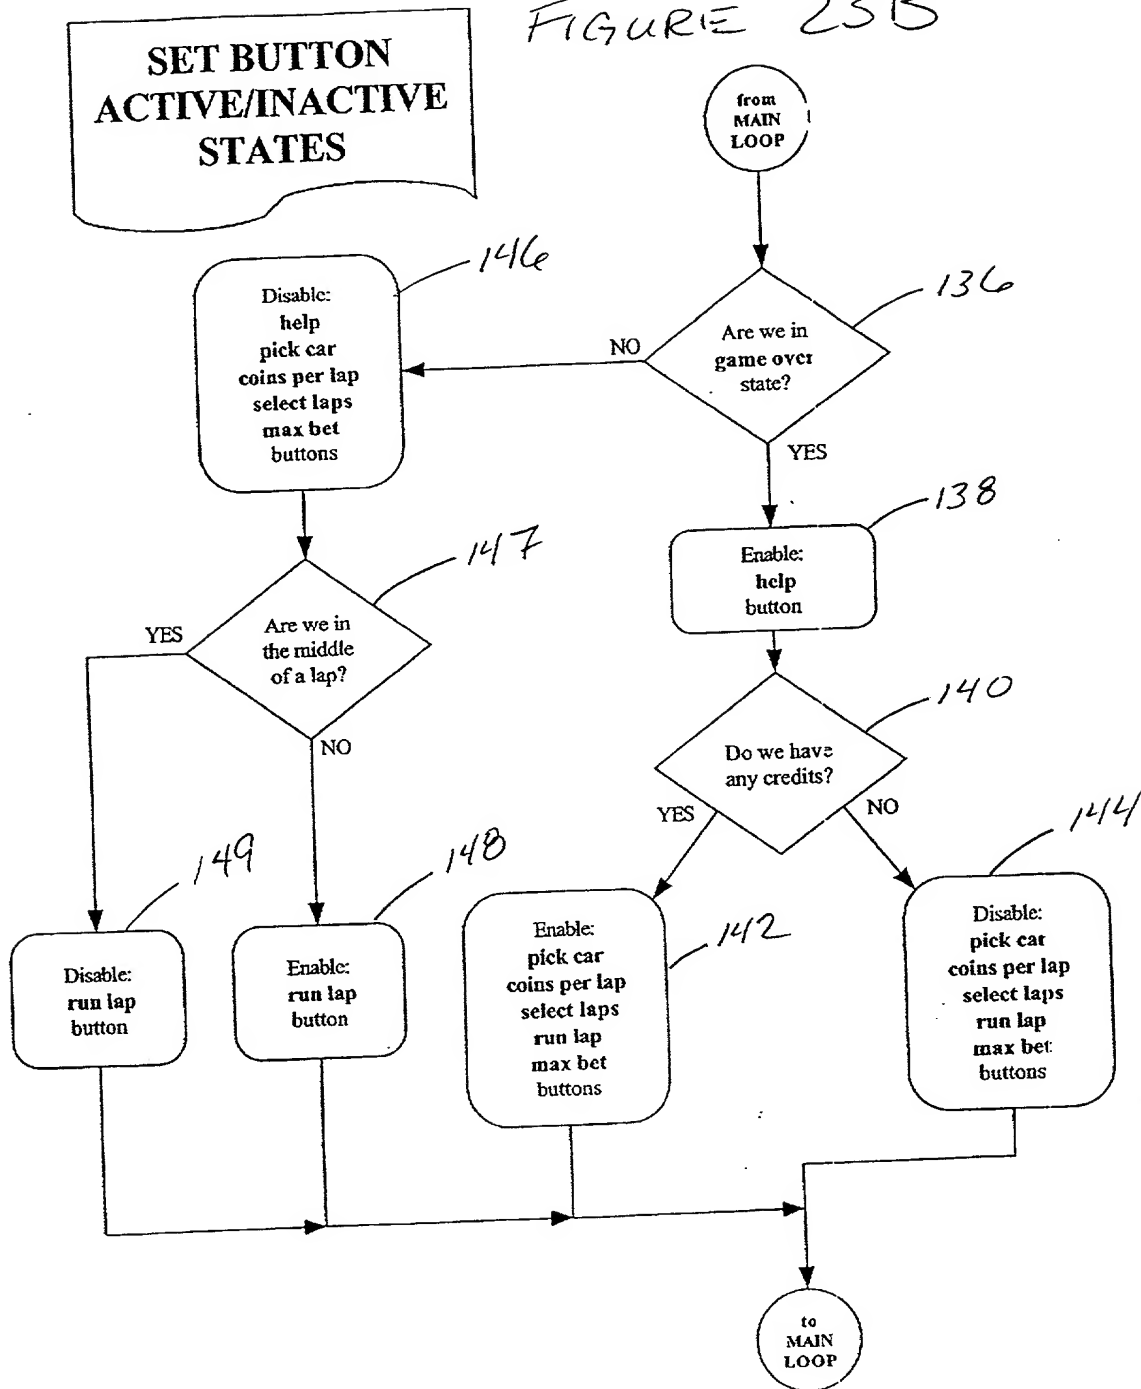 FIGURE 23B
SET BUTTON
ACTIVE/INACTIVE
STATES
from
MAIN
LOOP
136
Are we in
game over
state?
NO
YES
146
Disable:
help
pick car
coins per lap
select laps
max bet
buttons
138
Enable:
help
button
147
Are we in
the middle
of a lap?
YES
NO
140
Do we have
any credits?
YES
NO
149
Disable:
run lap
button
148
Enable:
run lap
button
142
Enable:
pick car
coins per lap
select laps
run lap
max bet
buttons
144
Disable:
pick car
coins per lap
select laps
run lap
max bet
buttons
to
MAIN
LOOP